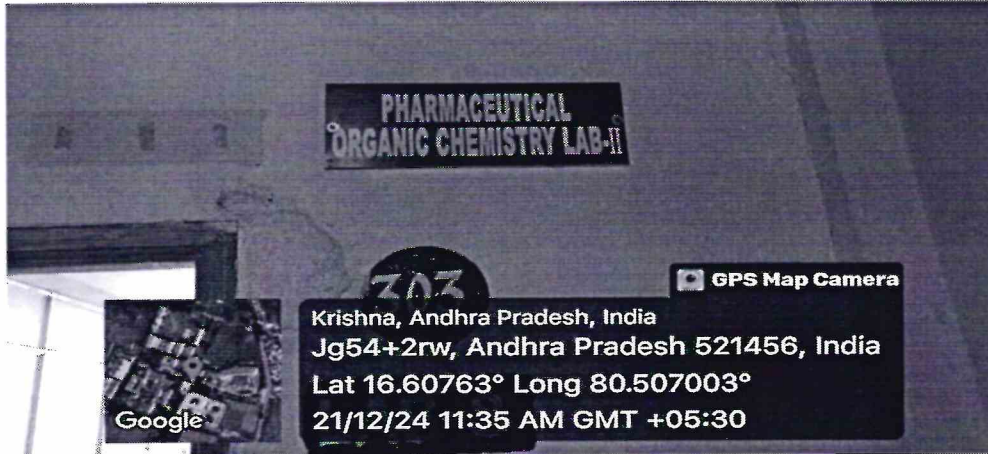 PHARMACEUTICAL
ORGANIC CHEMISTRY LAB-II
303
GPS Map Camera
Krishna, Andhra Pradesh, India
Jg54+2rw, Andhra Pradesh 521456, India
Lat 16.60763° Long 80.507003°
21/12/24 11:35 AM GMT +05:30
Google